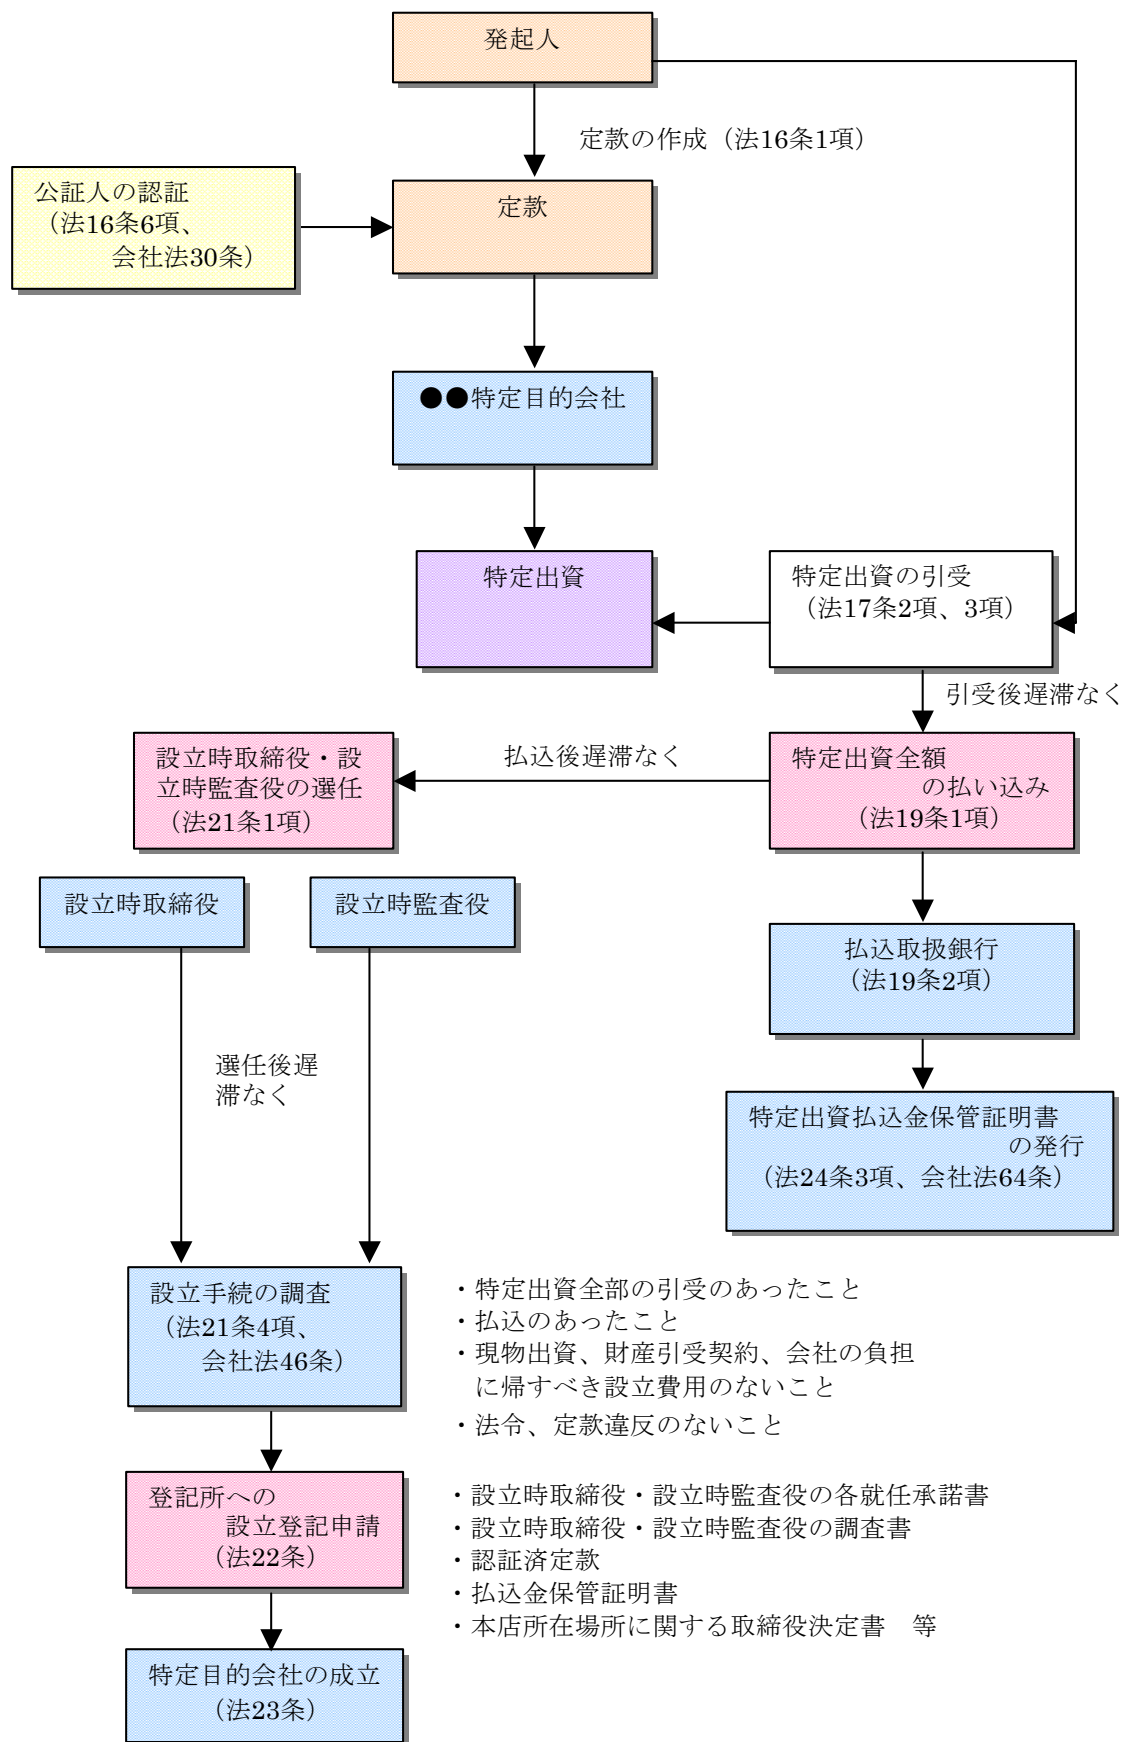 発起人
定款の作成（法16条1項）
公証人の認証
（法16条6項、
会社法30条）
定款
●●特定目的会社
特定出資
特定出資の引受
（法17条2項、3項）
引受後遅滞なく
設立時取締役・設
立時監査役の選任
（法21条1項）
払込後遅滞なく
特定出資全額
の払い込み
（法19条1項）
設立時取締役
設立時監査役
払込取扱銀行
（法19条2項）
選任後遅
滞なく
特定出資払込金保管証明書
の発行
（法24条3項、会社法64条）
設立手続の調査
（法21条4項、
会社法46条）
・特定出資全部の引受のあったこと
・払込のあったこと
・現物出資、財産引受契約、会社の負担
に帰すべき設立費用のないこと
・法令、定款違反のないこと
登記所への
設立登記申請
（法22条）
・設立時取締役・設立時監査役の各就任承諾書
・設立時取締役・設立時監査役の調査書
・認証済定款
・払込金保管証明書
・本店所在場所に関する取締役決定書　等
特定目的会社の成立
（法23条）